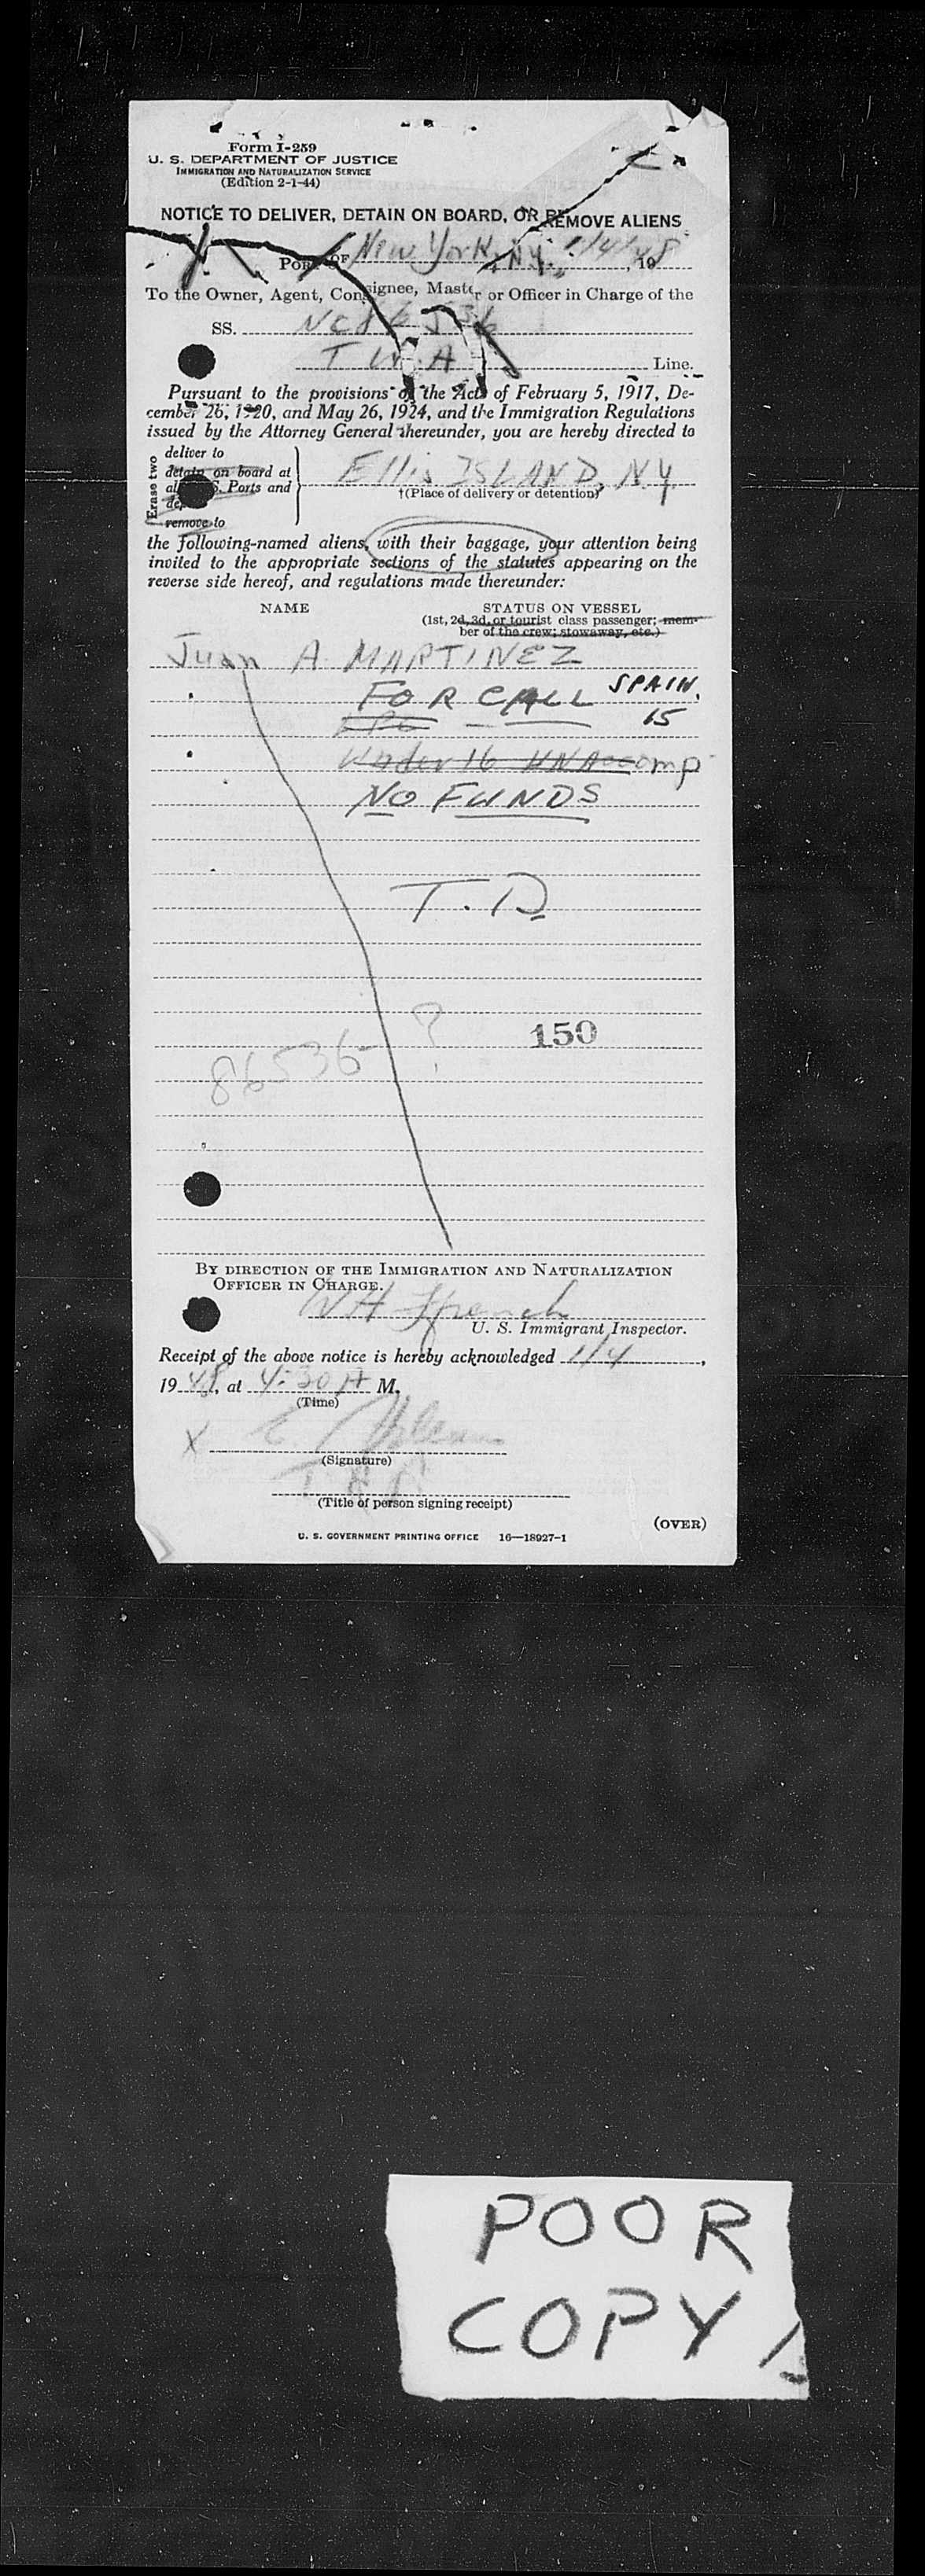 Form I-259
U. S. DEPARTMENT OF JUSTICE
IMMIGRATION AND NATURALIZATION SERVICE
(Edition 2-1-44)
NOTICE TO DELIVER, DETAIN ON BOARD, OR REMOVE ALIENS
PORT OF New York, N.Y., 1/4/48, 19
To the Owner, Agent, Consignee, Master or Officer in Charge of the
SS. NC86536
T W A Line.
Pursuant to the provisions of the Acts of February 5, 1917, De-
cember 26, 1920, and May 26, 1924, and the Immigration Regulations
issued by the Attorney General thereunder, you are hereby directed to
Erase two
deliver to
detain on board at
S. Ports and
remove to
Ellis ISLAND, N.Y.
†(Place of delivery or detention)
the following-named aliens, with their baggage, your attention being
invited to the appropriate sections of the statutes appearing on the
reverse side hereof, and regulations made thereunder:
NAME STATUS ON VESSEL
(1st, 2d, 3d, or tourist class passenger; mem-
ber of the crew; stowaway, etc.)
Juan A MARTINEZ
FOR CALL SPAIN.
15
Under 16 UNAccomp
NO FUNDS
T.D.
86536 ? 150
BY DIRECTION OF THE IMMIGRATION AND NATURALIZATION
OFFICER IN CHARGE.
U. S. Immigrant Inspector.
Receipt of the above notice is hereby acknowledged 1/4,
19 48, at 4:30 A M.
(Time)
X
(Signature)
(Title of person signing receipt)
(OVER)
U. S. GOVERNMENT PRINTING OFFICE 16—18927-1
POOR
COPY